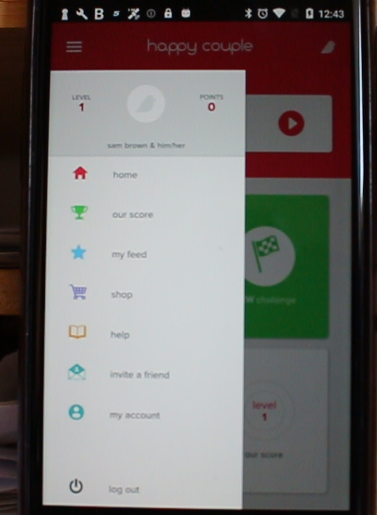 12:43
happy couple
LEVEL
1
POINTS
0
sam brown & him/her
home
our score
my feed
shop
help
invite a friend
my account
log out
challenge
level
1
our score